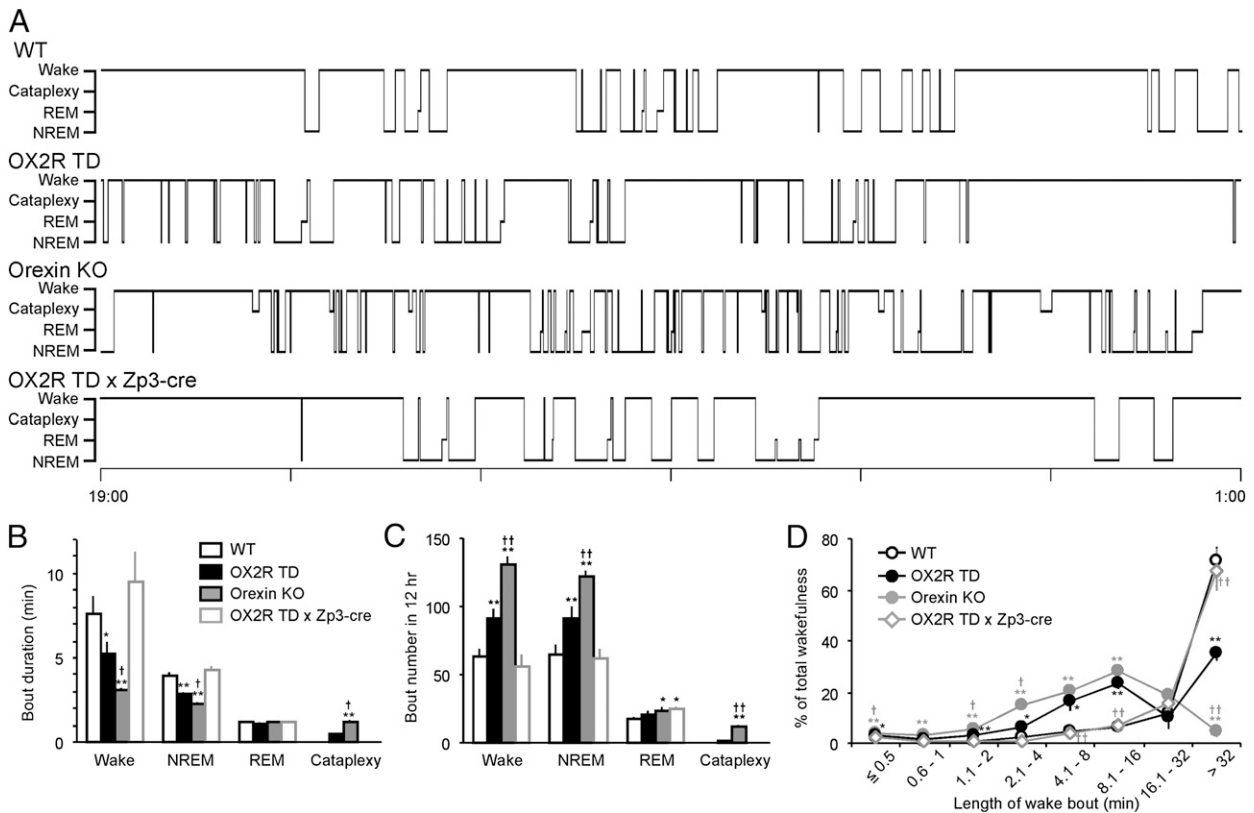 A
WT
Wake
Cataplexy
REM
NREM
OX2R TD
Wake
Cataplexy
REM
NREM
Orexin KO
Wake
Cataplexy
REM
NREM
OX2R TD x Zp3-cre
Wake
Cataplexy
REM
NREM
19:00 1:00
B
Bout duration (min)
10
5
0
WT
OX2R TD
Orexin KO
OX2R TD x Zp3-cre
* † ** ** † ** † **
Wake NREM REM Cataplexy
C
Bout number in 12 hr
150
100
50
0
** †† ** ** †† ** * * †† **
Wake NREM REM Cataplexy
D
% of total wakefulness
80
60
40
20
0
WT
OX2R TD
Orexin KO
OX2R TD x Zp3-cre
† ** * ** † ** ** † ** * ** * †† ** ** †† † †† ** †† **
≤ 0.5 0.6 - 1 1.1 - 2 2.1 - 4 4.1 - 8 8.1 - 16 16.1 - 32 > 32
Length of wake bout (min)